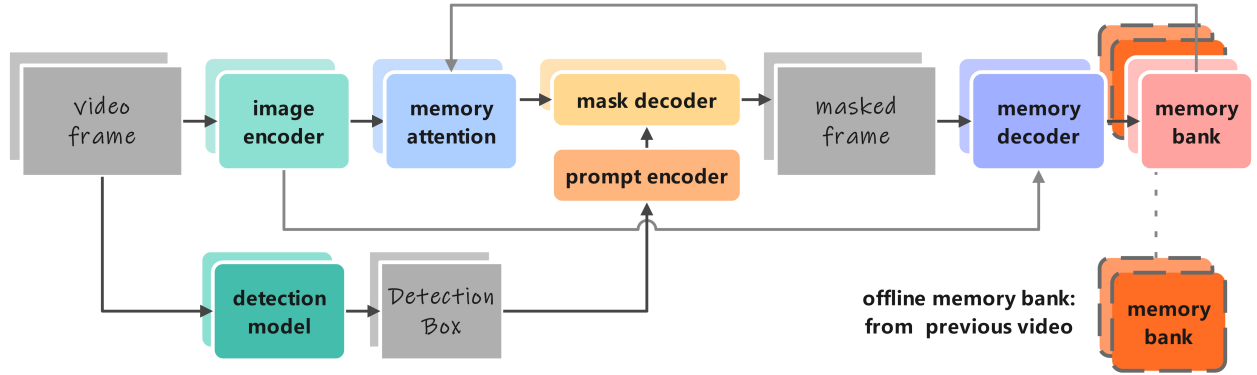 video
frame
image
encoder
memory
attention
mask decoder
prompt encoder
masked
frame
memory
decoder
memory
bank
detection
model
Detection
Box
offline memory bank:
from previous video
memory
bank